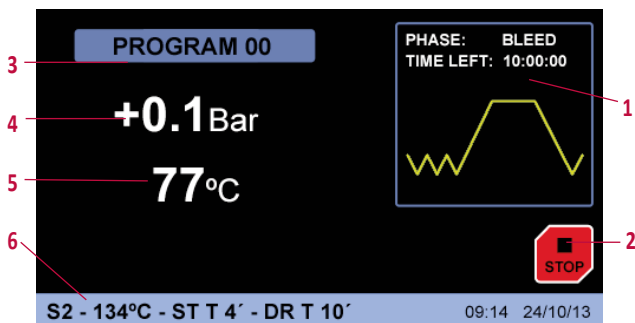 PROGRAM 00
+0.1Bar
77ºC
PHASE: BLEED
TIME LEFT: 10:00:00
STOP
S2 - 134ºC - ST T 4´ - DR T 10´
09:14 24/10/13
3
4
5
6
1
2